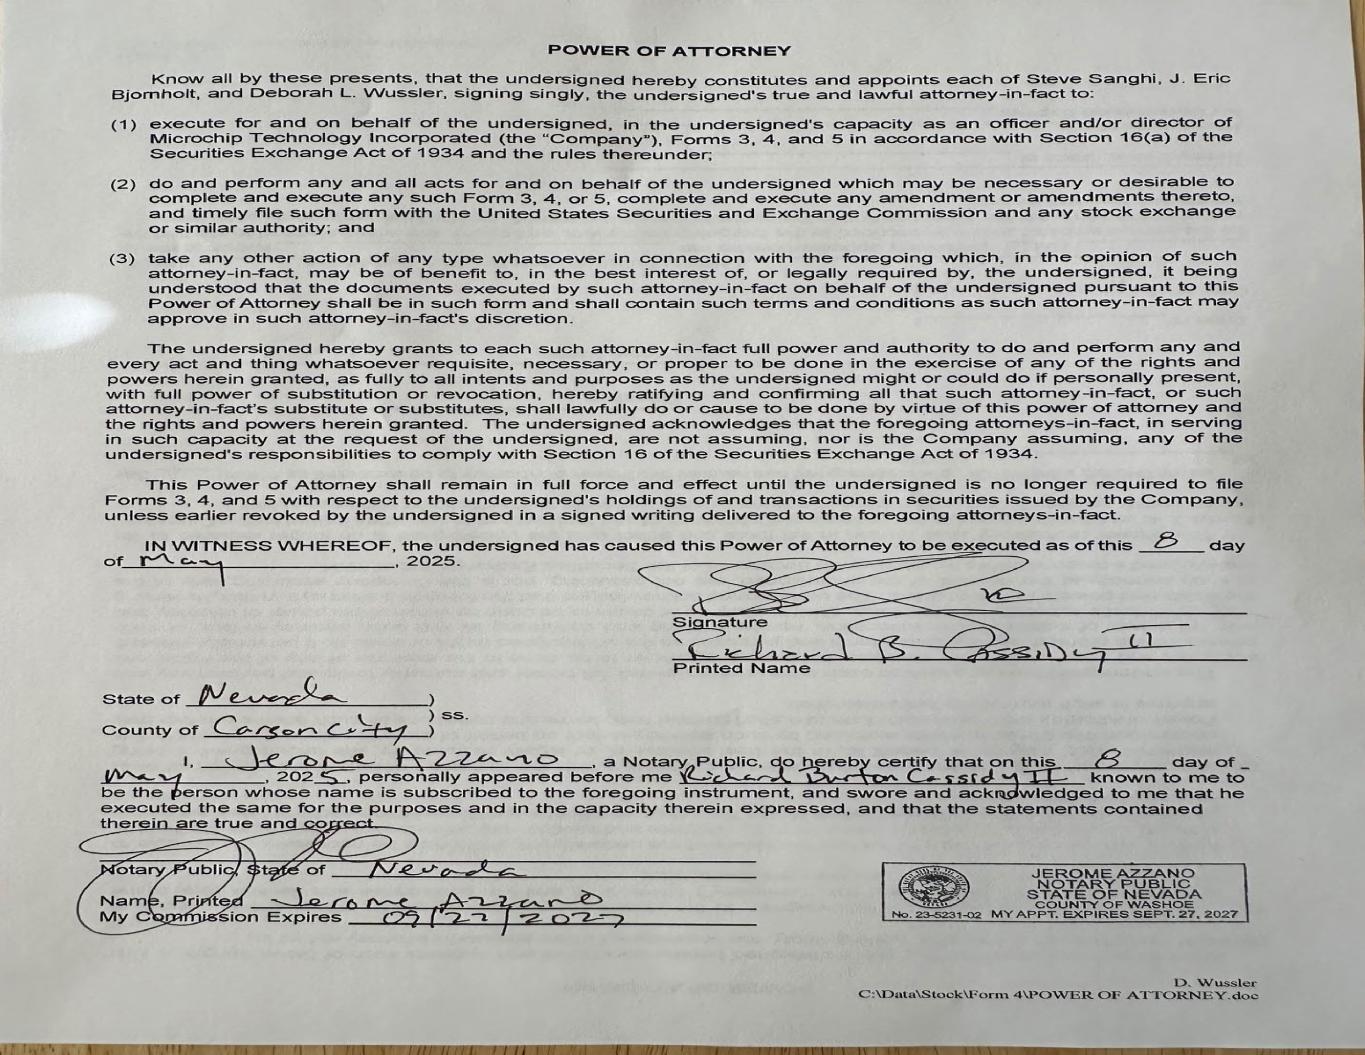 POWER OF ATTORNEY
Know all by these presents, that the undersigned hereby constitutes and appoints each of Steve Sanghi, J. Eric
Bjornholt, and Deborah L. Wussler, signing singly, the undersigned's true and lawful attorney-in-fact to:
(1) execute for and on behalf of the undersigned, in the undersigned's capacity as an officer and/or director of
Microchip Technology Incorporated (the “Company”), Forms 3, 4, and 5 in accordance with Section 16(a) of the
Securities Exchange Act of 1934 and the rules thereunder;
(2) do and perform any and all acts for and on behalf of the undersigned which may be necessary or desirable to
complete and execute any such Form 3, 4, or 5, complete and execute any amendment or amendments thereto,
and timely file such form with the United States Securities and Exchange Commission and any stock exchange
or similar authority; and
(3) take any other action of any type whatsoever in connection with the foregoing which, in the opinion of such
attorney-in-fact, may be of benefit to, in the best interest of, or legally required by, the undersigned, it being
understood that the documents executed by such attorney-in-fact on behalf of the undersigned pursuant to this
Power of Attorney shall be in such form and shall contain such terms and conditions as such attorney-in-fact may
approve in such attorney-in-fact's discretion.
The undersigned hereby grants to each such attorney-in-fact full power and authority to do and perform any and
every act and thing whatsoever requisite, necessary, or proper to be done in the exercise of any of the rights and
powers herein granted, as fully to all intents and purposes as the undersigned might or could do if personally present,
with full power of substitution or revocation, hereby ratifying and confirming all that such attorney-in-fact, or such
attorney-in-fact's substitute or substitutes, shall lawfully do or cause to be done by virtue of this power of attorney and
the rights and powers herein granted. The undersigned acknowledges that the foregoing attorneys-in-fact, in serving
in such capacity at the request of the undersigned, are not assuming, nor is the Company assuming, any of the
undersigned's responsibilities to comply with Section 16 of the Securities Exchange Act of 1934.
This Power of Attorney shall remain in full force and effect until the undersigned is no longer required to file
Forms 3, 4, and 5 with respect to the undersigned's holdings of and transactions in securities issued by the Company,
unless earlier revoked by the undersigned in a signed writing delivered to the foregoing attorneys-in-fact.
IN WITNESS WHEREOF, the undersigned has caused this Power of Attorney to be executed as of this 8 day
of May, 2025.
Signature
Richard B. Cassidy II
Printed Name
State of Nevada )
) ss.
County of Carson City )
I, Jerome Azzano, a Notary Public, do hereby certify that on this 8 day of
May, 2025, personally appeared before me Richard Burton Cassidy II known to me to
be the person whose name is subscribed to the foregoing instrument, and swore and acknowledged to me that he
executed the same for the purposes and in the capacity therein expressed, and that the statements contained
therein are true and correct.
Notary Public, State of Nevada
Name, Printed Jerome Azzano
My Commission Expires 09/27/2027
JEROME AZZANO
NOTARY PUBLIC
STATE OF NEVADA
COUNTY OF WASHOE
No. 23-5231-02 MY APPT. EXPIRES SEPT. 27, 2027
D. Wussler
C:\Data\Stock\Form 4\POWER OF ATTORNEY.doc